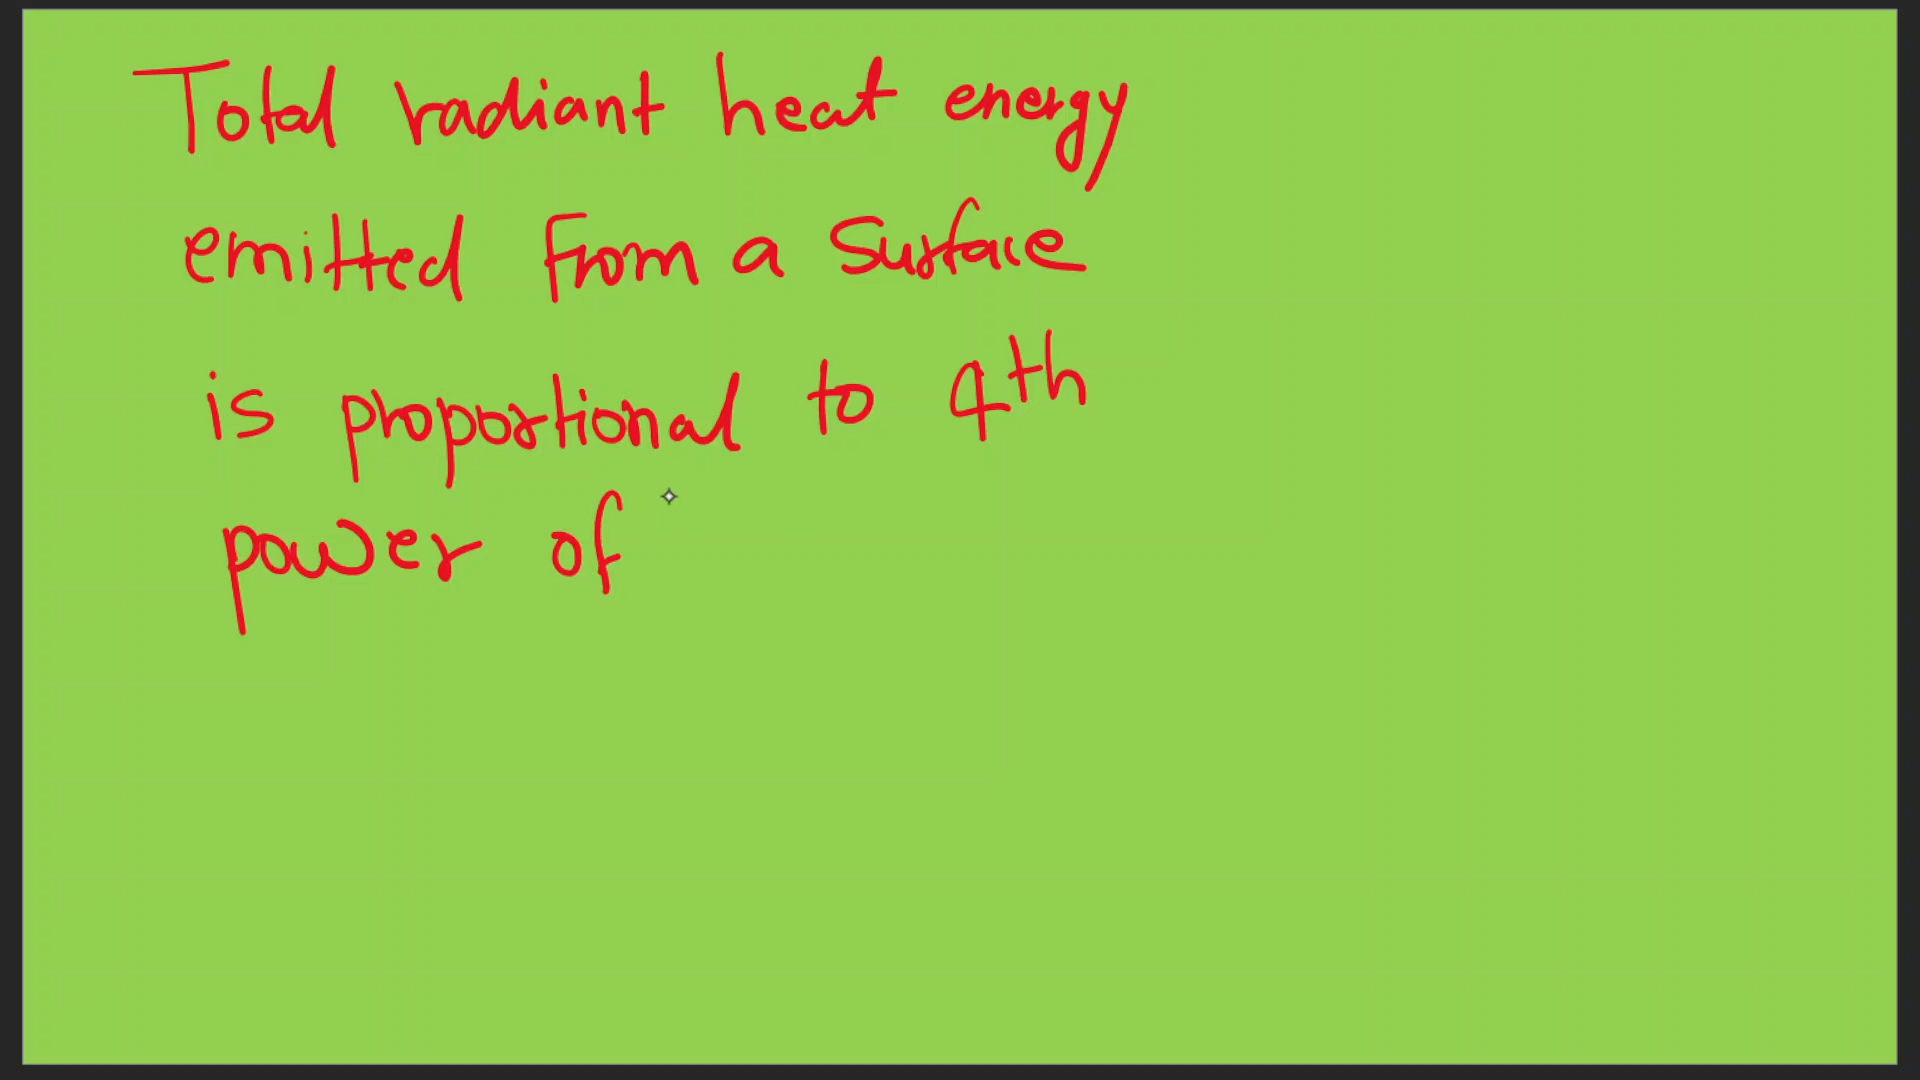 Total radiant heat energy
emitted from a Surface
is proportional to 4th
power of